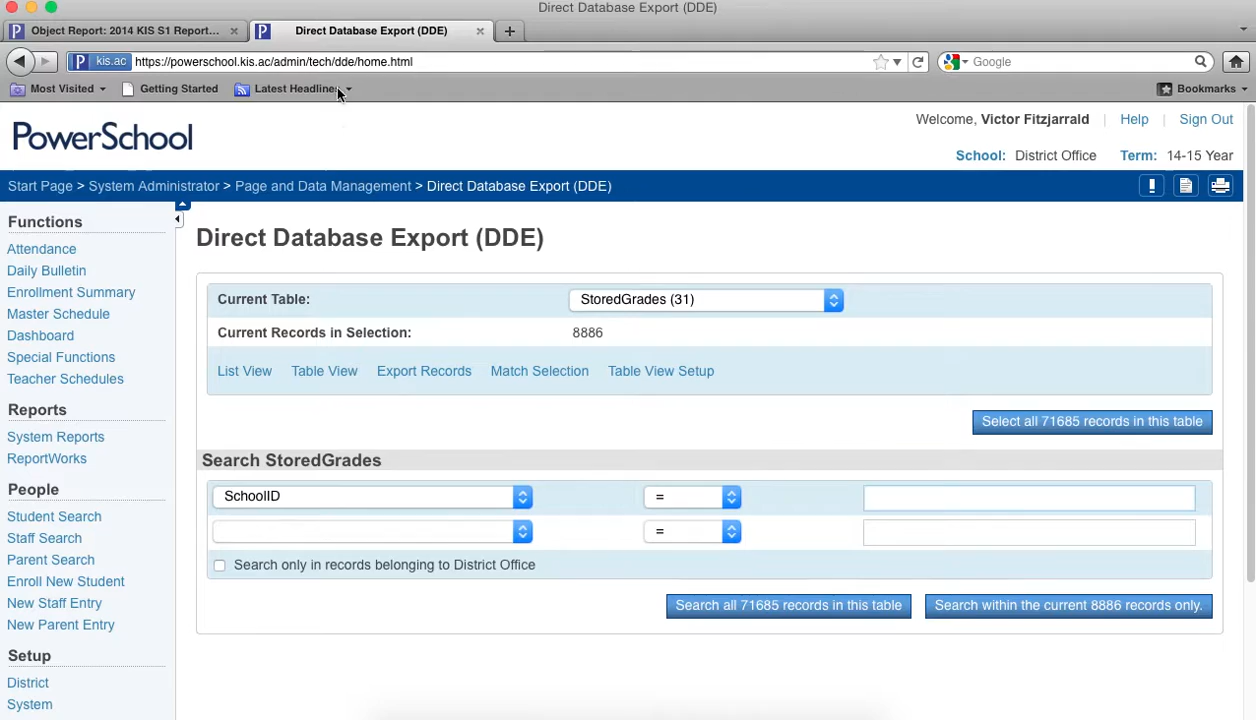 Direct Database Export (DDE)
Object Report: 2014 KIS S1 Report... × Direct Database Export (DDE) × +
kis.ac https://powerschool.kis.ac/admin/tech/dde/home.html Google
Most Visited Getting Started Latest Headlines Bookmarks
PowerSchool
Welcome, Victor Fitzjarrald | Help | Sign Out
School: District Office Term: 14-15 Year
Start Page > System Administrator > Page and Data Management > Direct Database Export (DDE)
Functions
Attendance
Daily Bulletin
Enrollment Summary
Master Schedule
Dashboard
Special Functions
Teacher Schedules
Reports
System Reports
ReportWorks
People
Student Search
Staff Search
Parent Search
Enroll New Student
New Staff Entry
New Parent Entry
Setup
District
System
Direct Database Export (DDE)
Current Table: StoredGrades (31)
Current Records in Selection: 8886
List View Table View Export Records Match Selection Table View Setup
Select all 71685 records in this table
Search StoredGrades
SchoolID =
=
Search only in records belonging to District Office
Search all 71685 records in this table Search within the current 8886 records only.